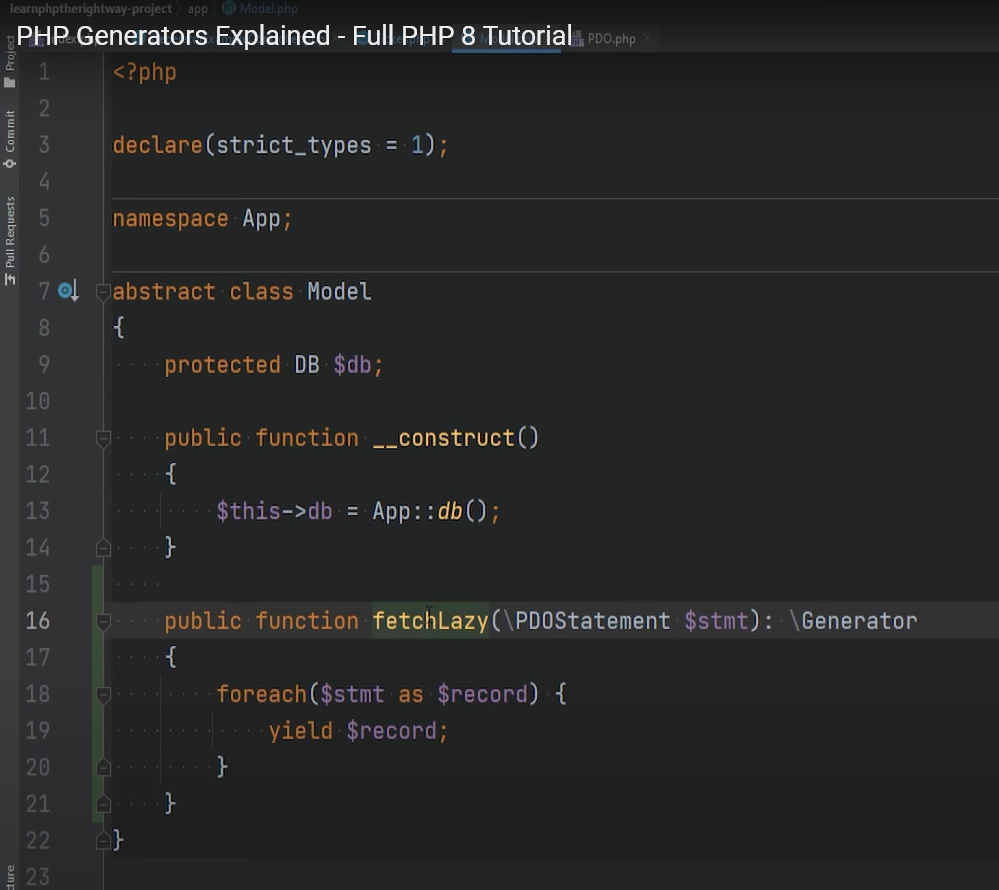 learnphptherightway-project app Model.php
PHP Generators Explained - Full PHP 8 Tutorial
PDO.php
Project
Commit
Pull Requests
1 <?php
2
3 declare(strict_types = 1);
4
5 namespace App;
6
7 abstract class Model
8 {
9 protected DB $db;
10
11 public function __construct()
12 {
13 $this->db = App::db();
14 }
15
16 public function fetchLazy(\PDOStatement $stmt): \Generator
17 {
18 foreach($stmt as $record) {
19 yield $record;
20 }
21 }
22 }
23